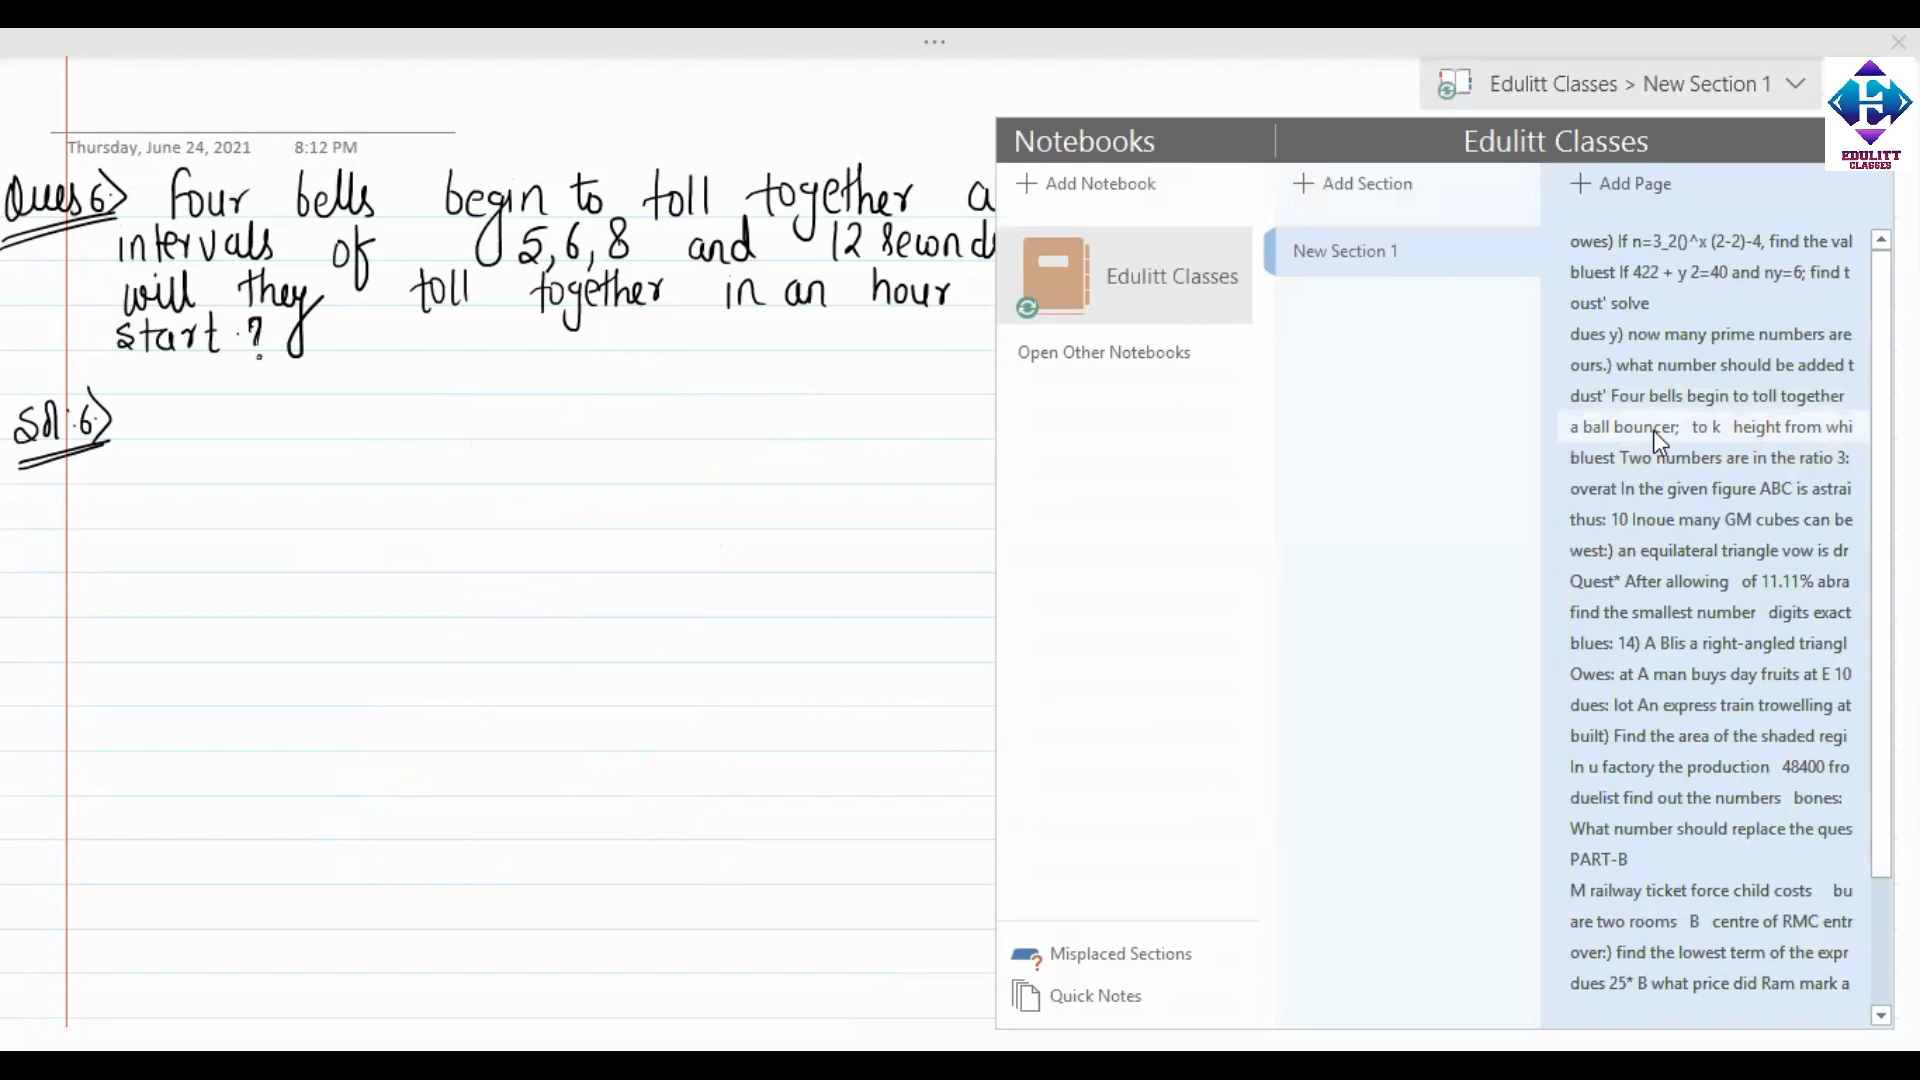 ...
Edulitt Classes > New Section 1
EDULITT
CLASSES
Thursday, June 24, 2021 8:12 PM
Ques 6:> Four bells begin to toll together a
intervals of 5, 6, 8 and 12 seconds
will they toll together in an hour
start.?
Sol:6:>
Notebooks
Edulitt Classes
+ Add Notebook
Edulitt Classes
Open Other Notebooks
Misplaced Sections
Quick Notes
+ Add Section
New Section 1
+ Add Page
owes) If n=3_2()^x (2-2)-4, find the val
bluest If 422 + y 2=40 and ny=6; find t
oust' solve
dues y) now many prime numbers are
ours.) what number should be added t
dust' Four bells begin to toll together
a ball bouncer; to k height from whi
bluest Two numbers are in the ratio 3:
overat In the given figure ABC is astrai
thus: 10 Inoue many GM cubes can be
west:) an equilateral triangle vow is dr
Quest* After allowing of 11.11% abra
find the smallest number digits exact
blues: 14) A Blis a right-angled triangl
Owes: at A man buys day fruits at E 10
dues: lot An express train trowelling at
built) Find the area of the shaded regi
In u factory the production 48400 fro
duelist find out the numbers bones:
What number should replace the ques
PART-B
M railway ticket force child costs bu
are two rooms B centre of RMC entr
over:) find the lowest term of the expr
dues 25* B what price did Ram mark a